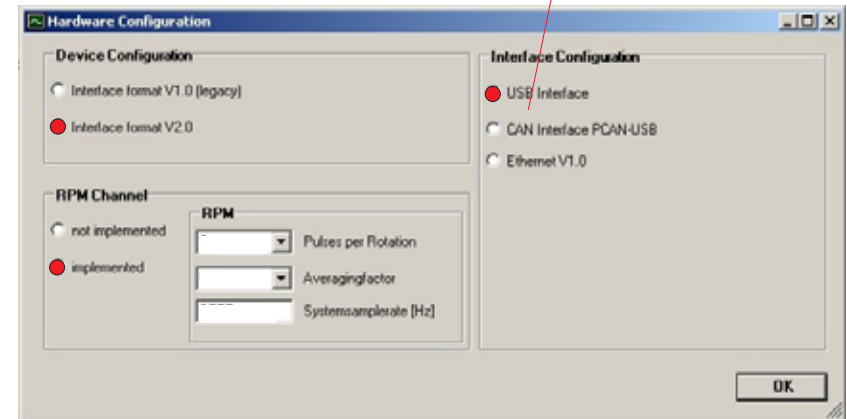 Hardware Configuration
Device Configuration
Interface format V1.0 (legacy)
Interface format V2.0
RPM Channel
not implemented
implemented
RPM
Pulses per Rotation
Averagingfactor
Systemsamplerate [Hz]
Interface Configuration
USB Interface
CAN Interface PCAN-USB
Ethernet V1.0
OK